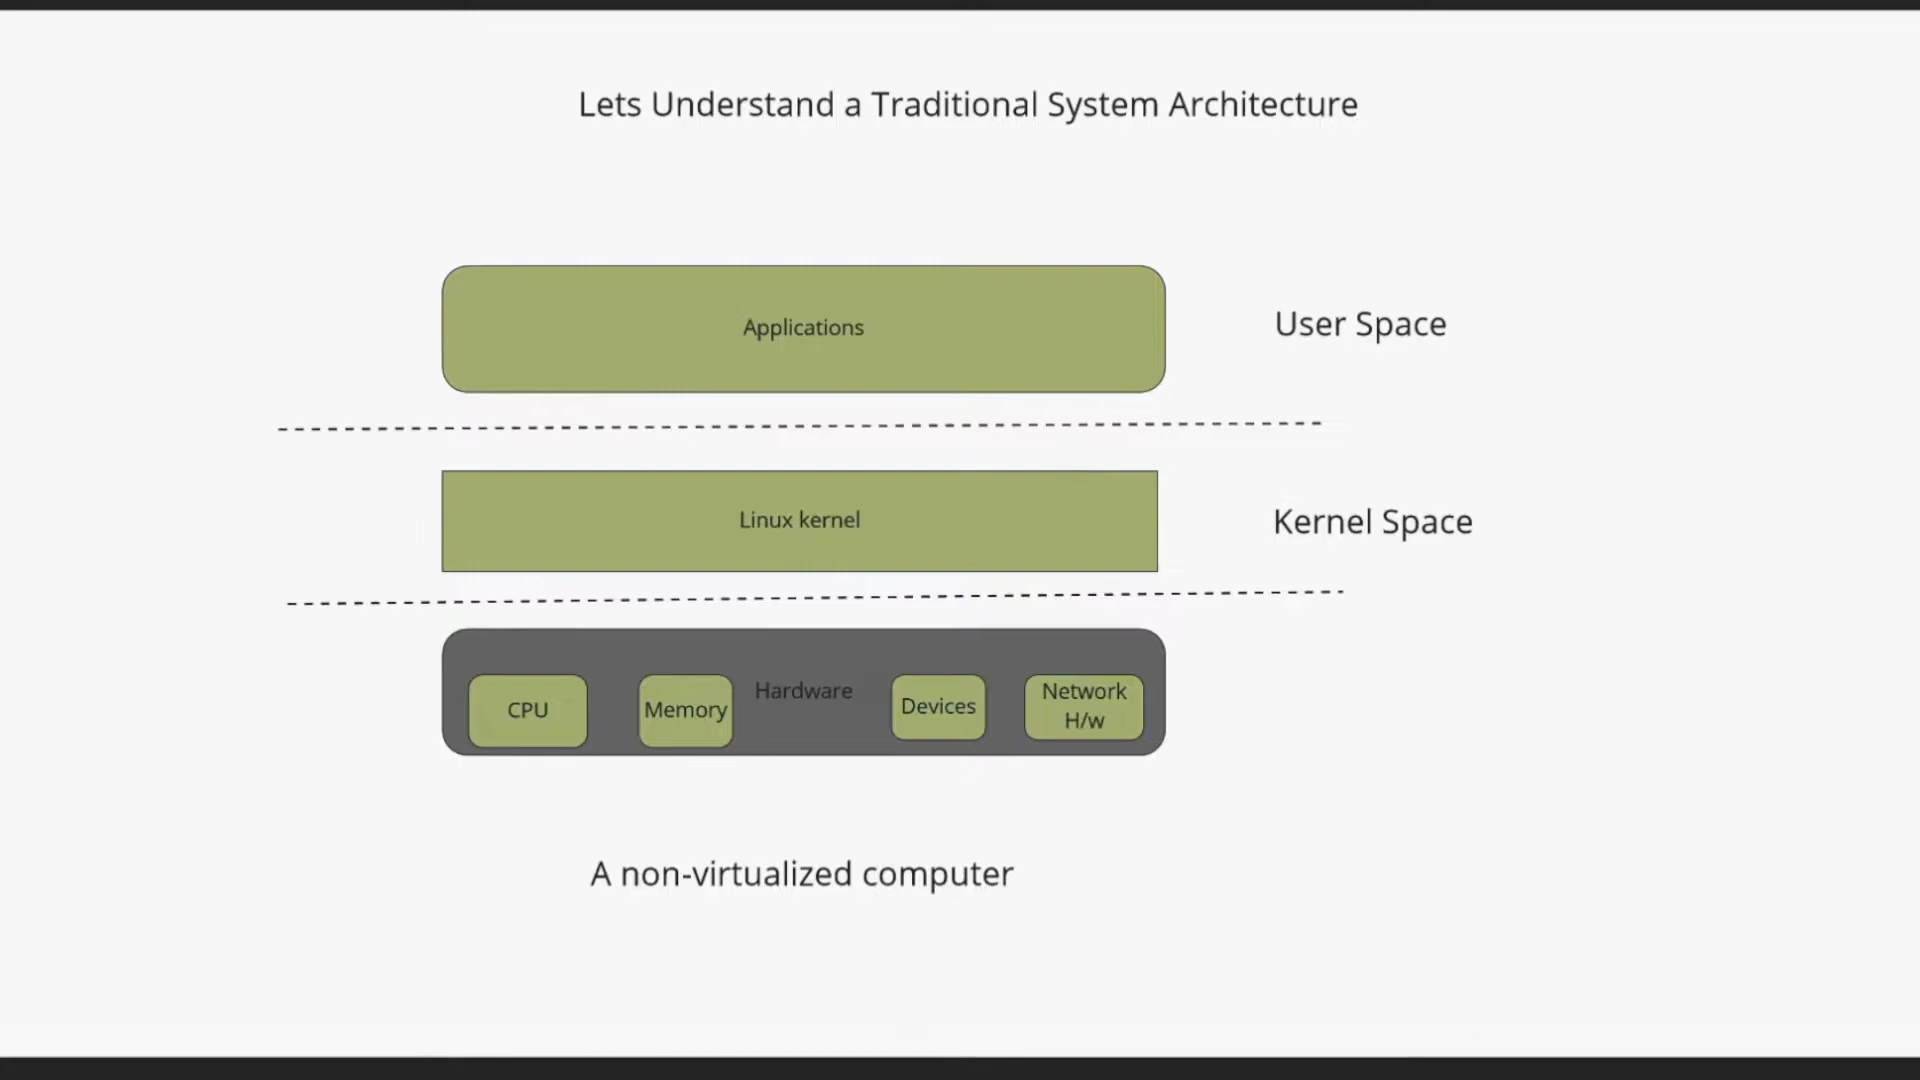 Lets Understand a Traditional System Architecture
Applications
User Space
Linux kernel
Kernel Space
Hardware
CPU
Memory
Devices
Network
H/w
A non-virtualized computer